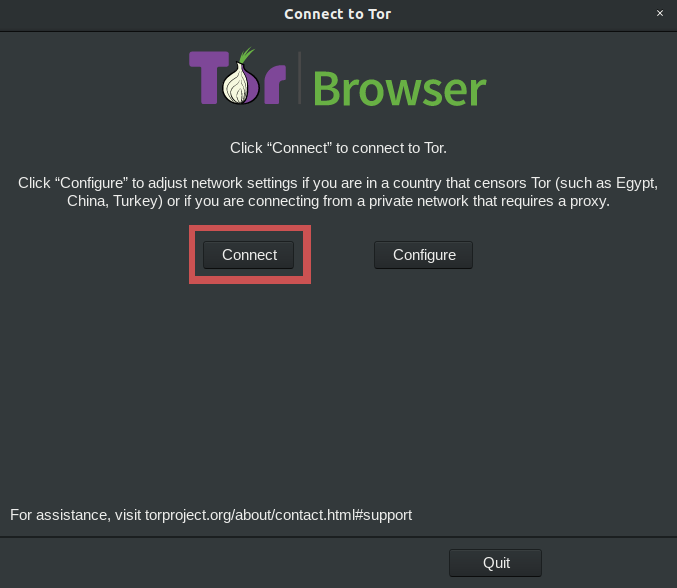 Connect to Tor
×
Tor Browser
Click “Connect” to connect to Tor.
Click “Configure” to adjust network settings if you are in a country that censors Tor (such as Egypt,
China, Turkey) or if you are connecting from a private network that requires a proxy.
Connect Configure
For assistance, visit torproject.org/about/contact.html#support
Quit